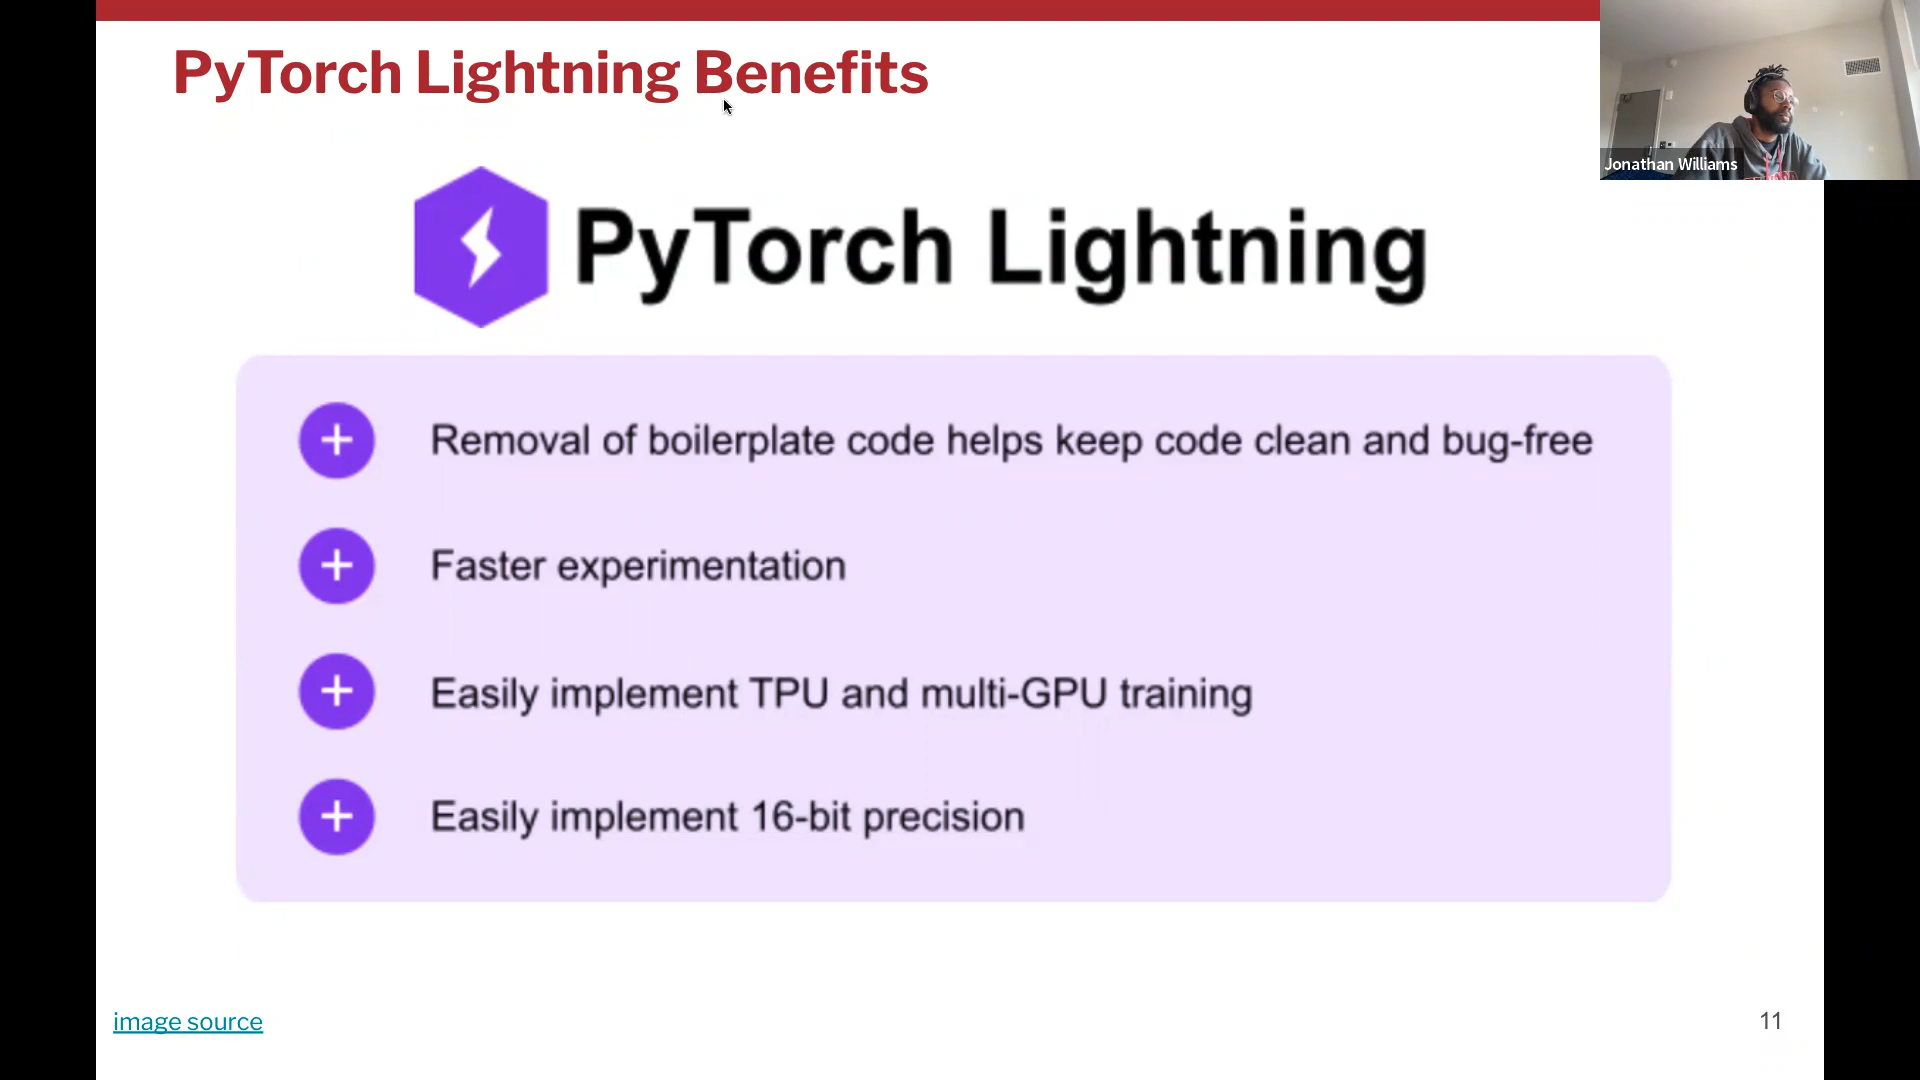 PyTorch Lightning Benefits
Jonathan Williams
PyTorch Lightning
Removal of boilerplate code helps keep code clean and bug-free
Faster experimentation
Easily implement TPU and multi-GPU training
Easily implement 16-bit precision
image source
11